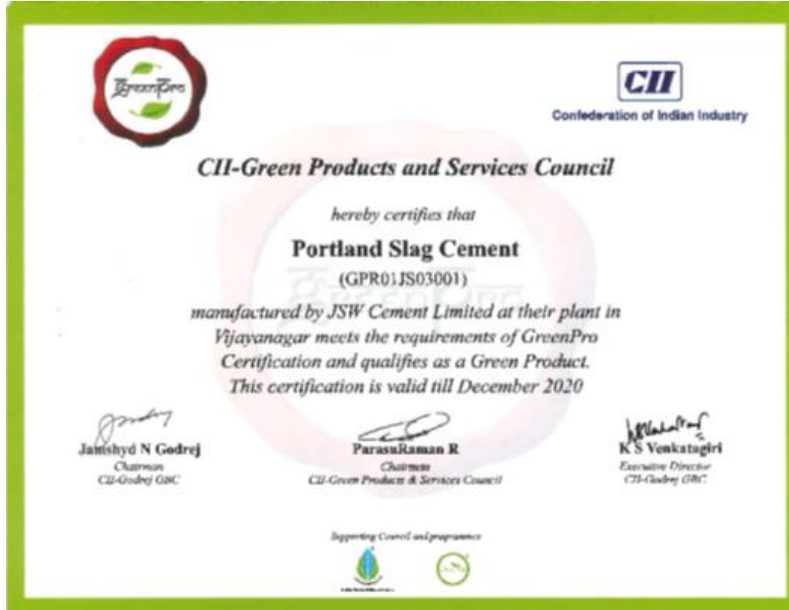 GreenPro
CII
Confederation of Indian Industry
CII-Green Products and Services Council
hereby certifies that
Portland Slag Cement
(GPR01JS03001)
manufactured by JSW Cement Limited at their plant in
Vijayanagar meets the requirements of GreenPro
Certification and qualifies as a Green Product.
This certification is valid till December 2020
Jamshyd N Godrej
Chairman
CII-Godrej GBC
ParasuRaman R
Chairman
CII-Green Products & Services Council
K S Venkatagiri
Executive Director
CII-Godrej GBC
Supporting Council and programmes